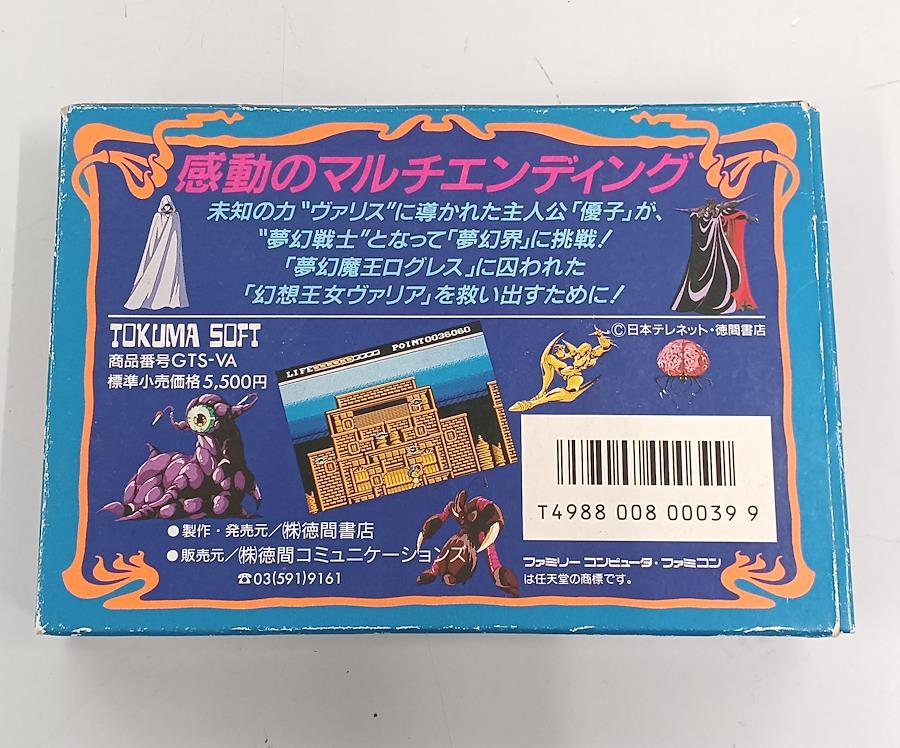 感動のマルチエンディング
未知の力“ヴァリス”に導かれた主人公「優子」が、
“夢幻戦士”となって「夢幻界」に挑戦！
「夢幻魔王ログレス」に囚われた
「幻想王女ヴァリア」を救い出すために！
TOKUMA SOFT
商品番号GTS-VA
標準小売価格5,500円
©日本テレネット・徳間書店
LIFE
POINT0036060
T4988 008 00039 9
●製作・発売元／㈱徳間書店
●販売元／㈱徳間コミュニケーションズ
☎03(591)9161
ファミリー コンピュータ・ファミコン
は任天堂の商標です。